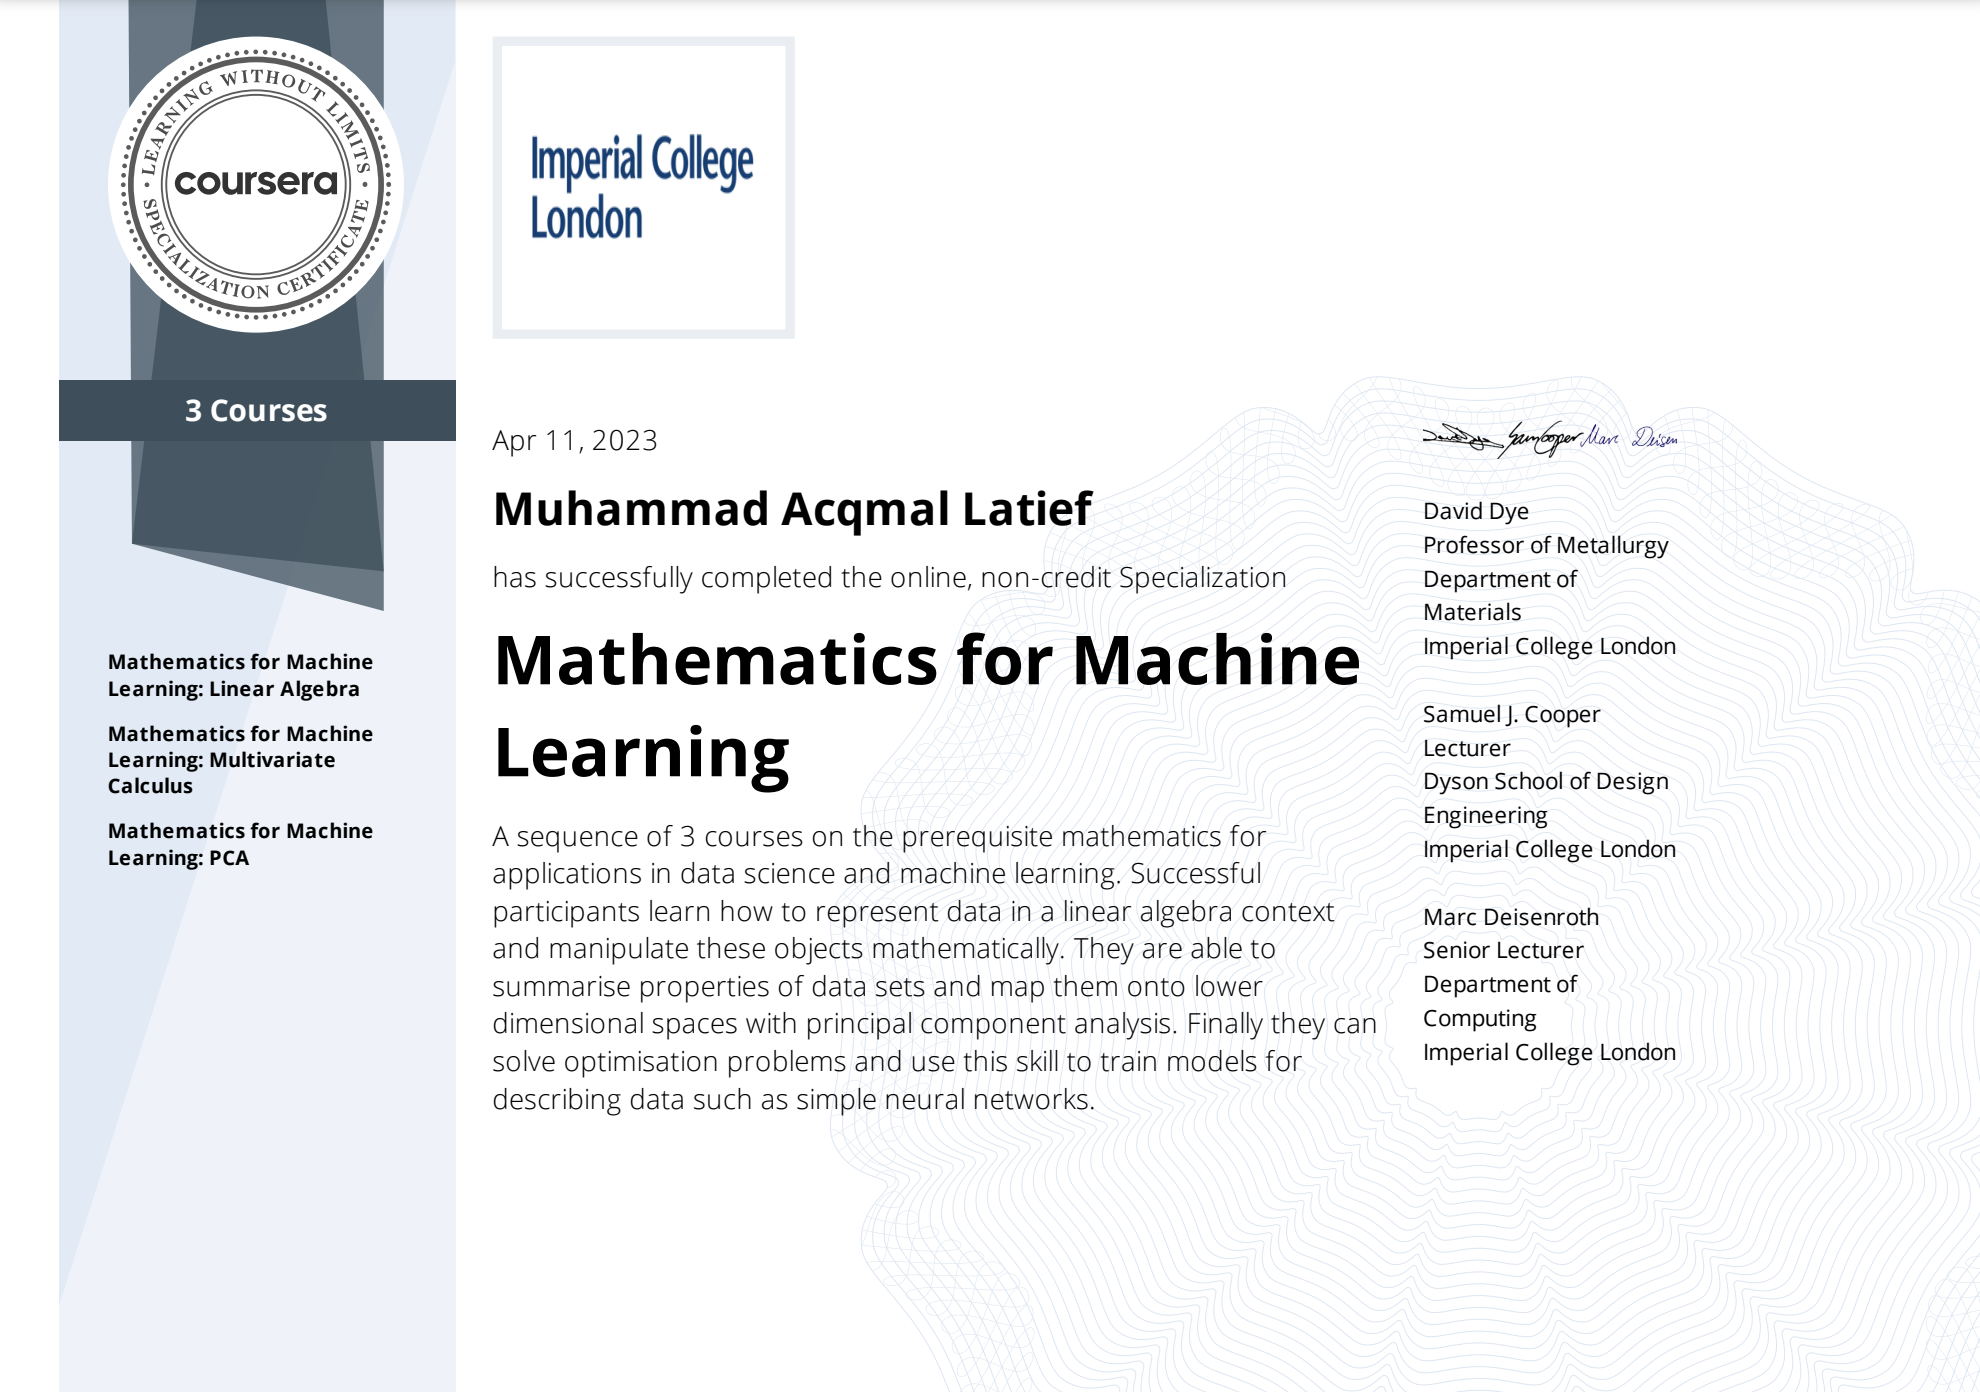 LEARNING WITHOUT LIMITS
coursera
SPECIALIZATION CERTIFICATE
3 Courses
Mathematics for Machine
Learning: Linear Algebra
Mathematics for Machine
Learning: Multivariate
Calculus
Mathematics for Machine
Learning: PCA
Imperial College
London
Apr 11, 2023
Muhammad Acqmal Latief
has successfully completed the online, non-credit Specialization
Mathematics for Machine
Learning
A sequence of 3 courses on the prerequisite mathematics for
applications in data science and machine learning. Successful
participants learn how to represent data in a linear algebra context
and manipulate these objects mathematically. They are able to
summarise properties of data sets and map them onto lower
dimensional spaces with principal component analysis. Finally they can
solve optimisation problems and use this skill to train models for
describing data such as simple neural networks.
Sam Cooper Marc Deisen
David Dye
Professor of Metallurgy
Department of
Materials
Imperial College London
Samuel J. Cooper
Lecturer
Dyson School of Design
Engineering
Imperial College London
Marc Deisenroth
Senior Lecturer
Department of
Computing
Imperial College London